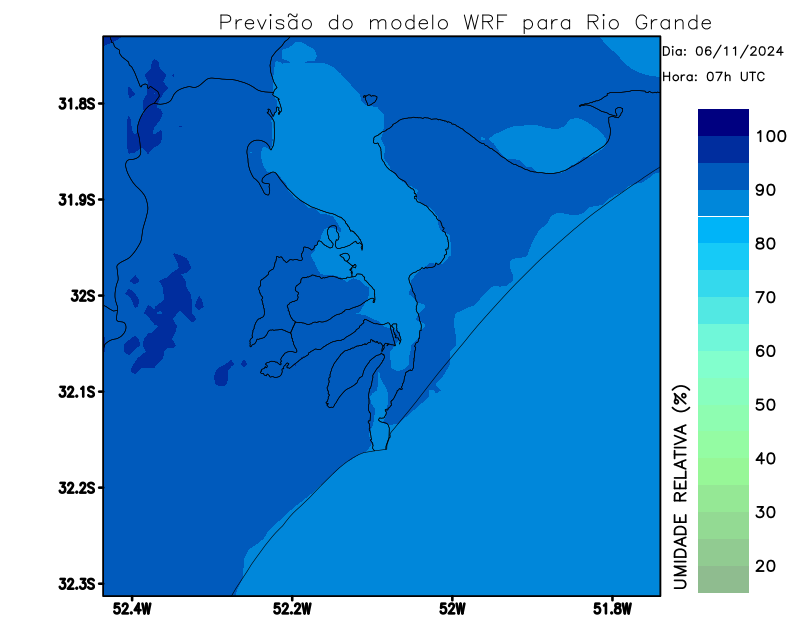 Previsão do modelo WRF para Rio Grande
Dia: 06/11/2024
Hora: 07h UTC
31.8S
31.9S
32S
32.1S
32.2S
32.3S
52.4W
52.2W
52W
51.8W
100
90
80
70
60
50
40
30
20
UMIDADE RELATIVA (%)